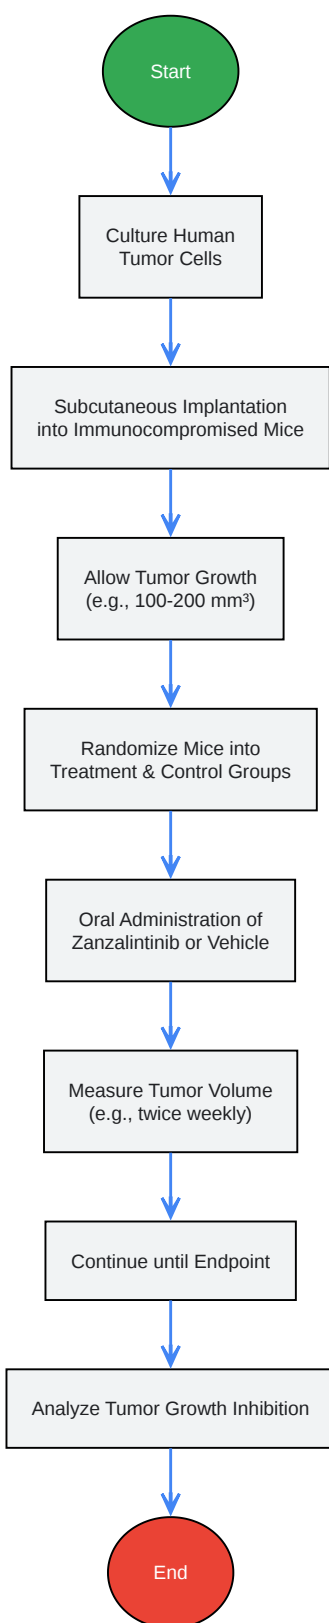 Start
Culture Human
Tumor Cells
Subcutaneous Implantation
into Immunocompromised Mice
Allow Tumor Growth
(e.g., 100-200 mm³)
Randomize Mice into
Treatment & Control Groups
Oral Administration of
Zanzalintinib or Vehicle
Measure Tumor Volume
(e.g., twice weekly)
Continue until Endpoint
Analyze Tumor Growth Inhibition
End